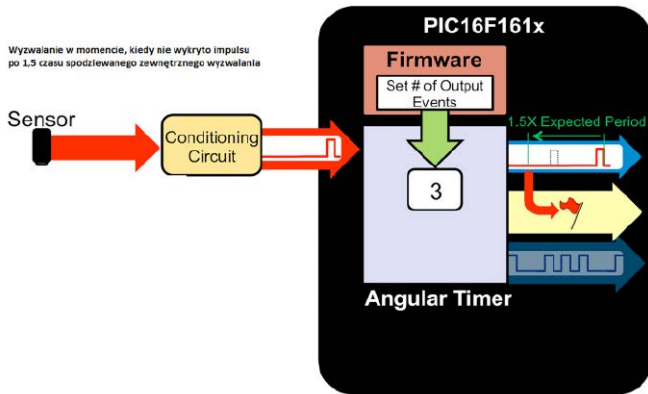 PIC16F161x
Wyzwalanie w momencie, kiedy nie wykryto impulsu
po 1,5 czasu spodziewanego zewnętrznego wyzwalania
Firmware
Set # of Output
Events
Sensor
Conditioning
Circuit
1.5X Expected Period
3
Angular Timer